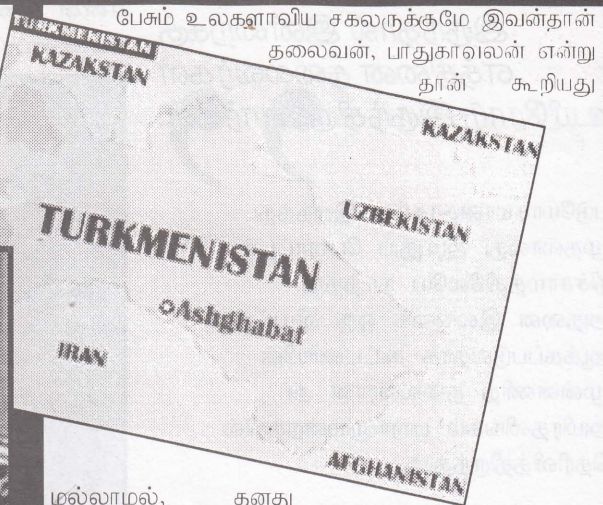 பேசும் உலகளாவிய சகலருக்குமே இவன்தான்
தலைவன், பாதுகாவலன் என்று
தான் கூறியது
TURKMENISTAN
KAZAKSTAN
KAZAKSTAN
UZBEKISTAN
TURKMENISTAN
Ashghabat
IRAN
AFGHANISTAN
மல்லாமல், தனது